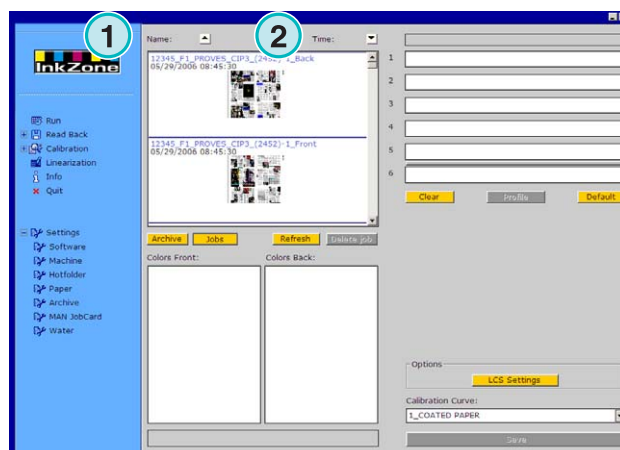 1
2
Name:
Time:
InkZone
12345_F1_PROVES_CIP3_(2452)-1_Back
05/29/2006 08:45:30
12345_F1_PROVES_CIP3_(2452)-1_Front
05/29/2006 08:45:30
Run
Read Back
Calibration
Linearization
Info
Quit
Settings
Software
Machine
Hotfolder
Paper
Archive
MAN JobCard
Water
Archive
Jobs
Refresh
Delete job
Colors Front:
Colors Back:
1
2
3
4
5
6
Clear
Profile
Default
Options
LCS Settings
Calibration Curve:
1_COATED PAPER
Save